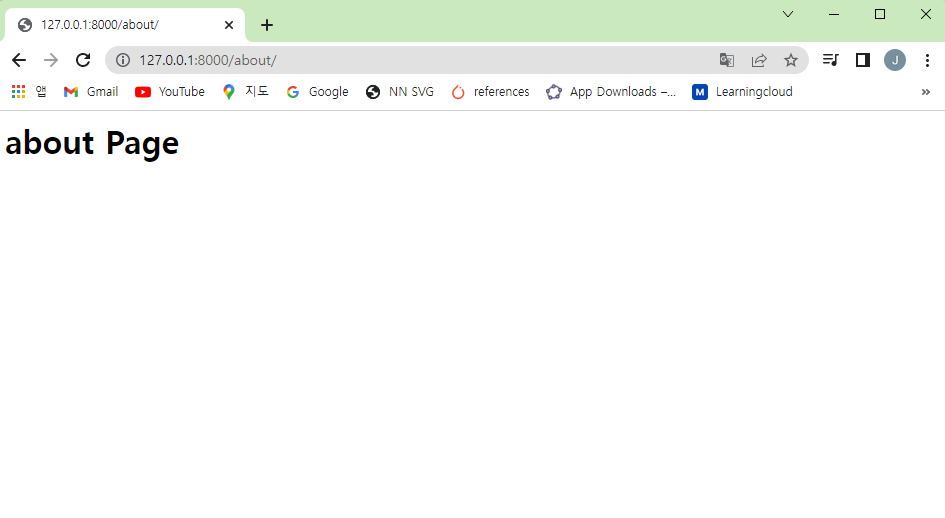 127.0.0.1:8000/about/
127.0.0.1:8000/about/ J
앱 Gmail YouTube 지도 Google NN SVG references App Downloads –... M Learningcloud »
about Page